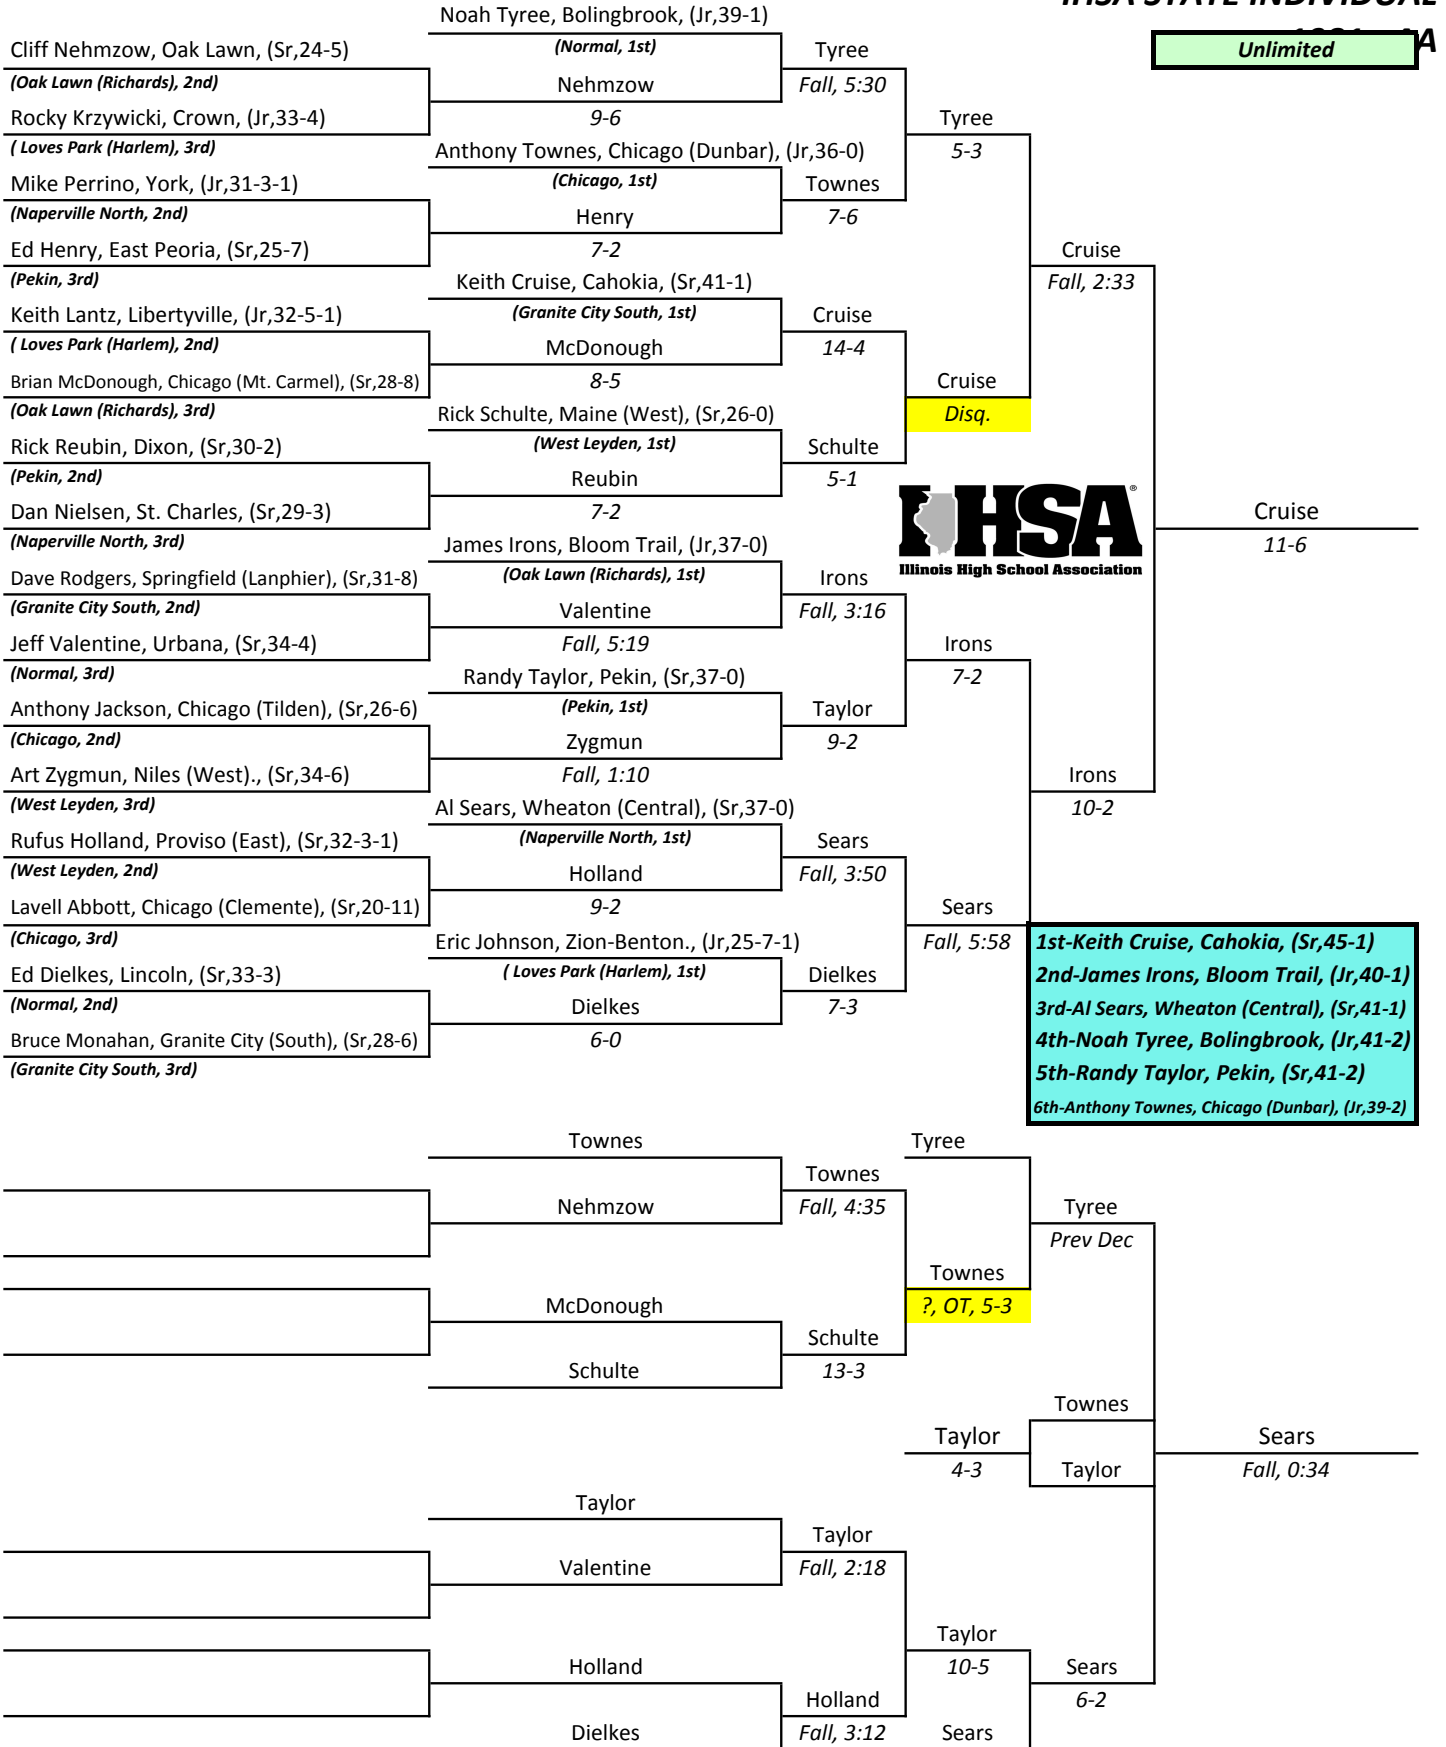 IHSA STATE INDIVIDUAL
Unlimited
Noah Tyree, Bolingbrook, (Jr,39-1)
Cliff Nehmzow, Oak Lawn, (Sr,24-5)
(Normal, 1st)
Tyree
(Oak Lawn (Richards), 2nd)
Nehmzow
Fall, 5:30
Rocky Krzywicki, Crown, (Jr,33-4)
9-6
Tyree
( Loves Park (Harlem), 3rd)
Anthony Townes, Chicago (Dunbar), (Jr,36-0)
5-3
Mike Perrino, York, (Jr,31-3-1)
(Chicago, 1st)
Townes
(Naperville North, 2nd)
Henry
7-6
Ed Henry, East Peoria, (Sr,25-7)
7-2
Cruise
(Pekin, 3rd)
Keith Cruise, Cahokia, (Sr,41-1)
Fall, 2:33
Keith Lantz, Libertyville, (Jr,32-5-1)
(Granite City South, 1st)
Cruise
( Loves Park (Harlem), 2nd)
McDonough
14-4
Brian McDonough, Chicago (Mt. Carmel), (Sr,28-8)
8-5
Cruise
(Oak Lawn (Richards), 3rd)
Rick Schulte, Maine (West), (Sr,26-0)
Disq.
Rick Reubin, Dixon, (Sr,30-2)
(West Leyden, 1st)
Schulte
(Pekin, 2nd)
Reubin
5-1
Dan Nielsen, St. Charles, (Sr,29-3)
7-2
IHSA
®
Cruise
(Naperville North, 3rd)
James Irons, Bloom Trail, (Jr,37-0)
11-6
Dave Rodgers, Springfield (Lanphier), (Sr,31-8)
(Oak Lawn (Richards), 1st)
Irons
Illinois High School Association
(Granite City South, 2nd)
Valentine
Fall, 3:16
Jeff Valentine, Urbana, (Sr,34-4)
Fall, 5:19
Irons
(Normal, 3rd)
Randy Taylor, Pekin, (Sr,37-0)
7-2
Anthony Jackson, Chicago (Tilden), (Sr,26-6)
(Pekin, 1st)
Taylor
(Chicago, 2nd)
Zygmun
9-2
Art Zygmun, Niles (West)., (Sr,34-6)
Fall, 1:10
Irons
(West Leyden, 3rd)
Al Sears, Wheaton (Central), (Sr,37-0)
10-2
Rufus Holland, Proviso (East), (Sr,32-3-1)
(Naperville North, 1st)
Sears
(West Leyden, 2nd)
Holland
Fall, 3:50
Lavell Abbott, Chicago (Clemente), (Sr,20-11)
9-2
Sears
(Chicago, 3rd)
Eric Johnson, Zion-Benton., (Jr,25-7-1)
Fall, 5:58
1st-Keith Cruise, Cahokia, (Sr,45-1)
Ed Dielkes, Lincoln, (Sr,33-3)
( Loves Park (Harlem), 1st)
Dielkes
2nd-James Irons, Bloom Trail, (Jr,40-1)
(Normal, 2nd)
Dielkes
7-3
3rd-Al Sears, Wheaton (Central), (Sr,41-1)
Bruce Monahan, Granite City (South), (Sr,28-6)
6-0
4th-Noah Tyree, Bolingbrook, (Jr,41-2)
(Granite City South, 3rd)
5th-Randy Taylor, Pekin, (Sr,41-2)
6th-Anthony Townes, Chicago (Dunbar), (Jr,39-2)
Townes
Tyree
Townes
Nehmzow
Fall, 4:35
Tyree
Prev Dec
Townes
McDonough
?, OT, 5-3
Schulte
Schulte
13-3
Townes
Taylor
Sears
4-3
Taylor
Fall, 0:34
Taylor
Taylor
Valentine
Fall, 2:18
Taylor
Holland
10-5
Sears
Holland
6-2
Dielkes
Fall, 3:12
Sears